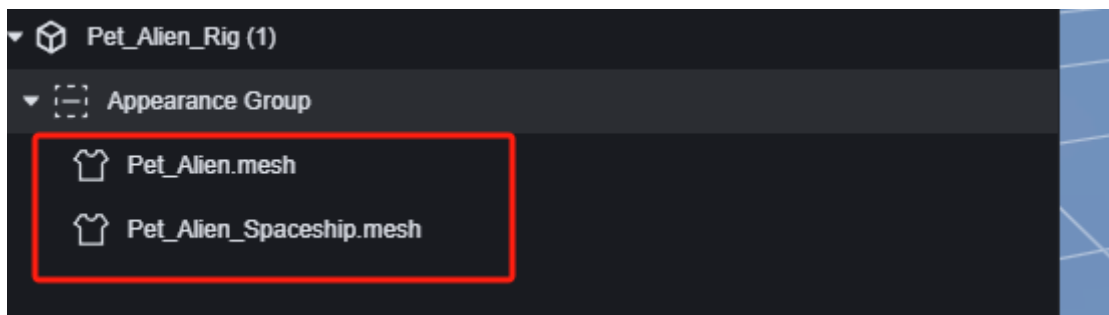 Pet_Alien_Rig (1)
Appearance Group
Pet_Alien.mesh
Pet_Alien_Spaceship.mesh